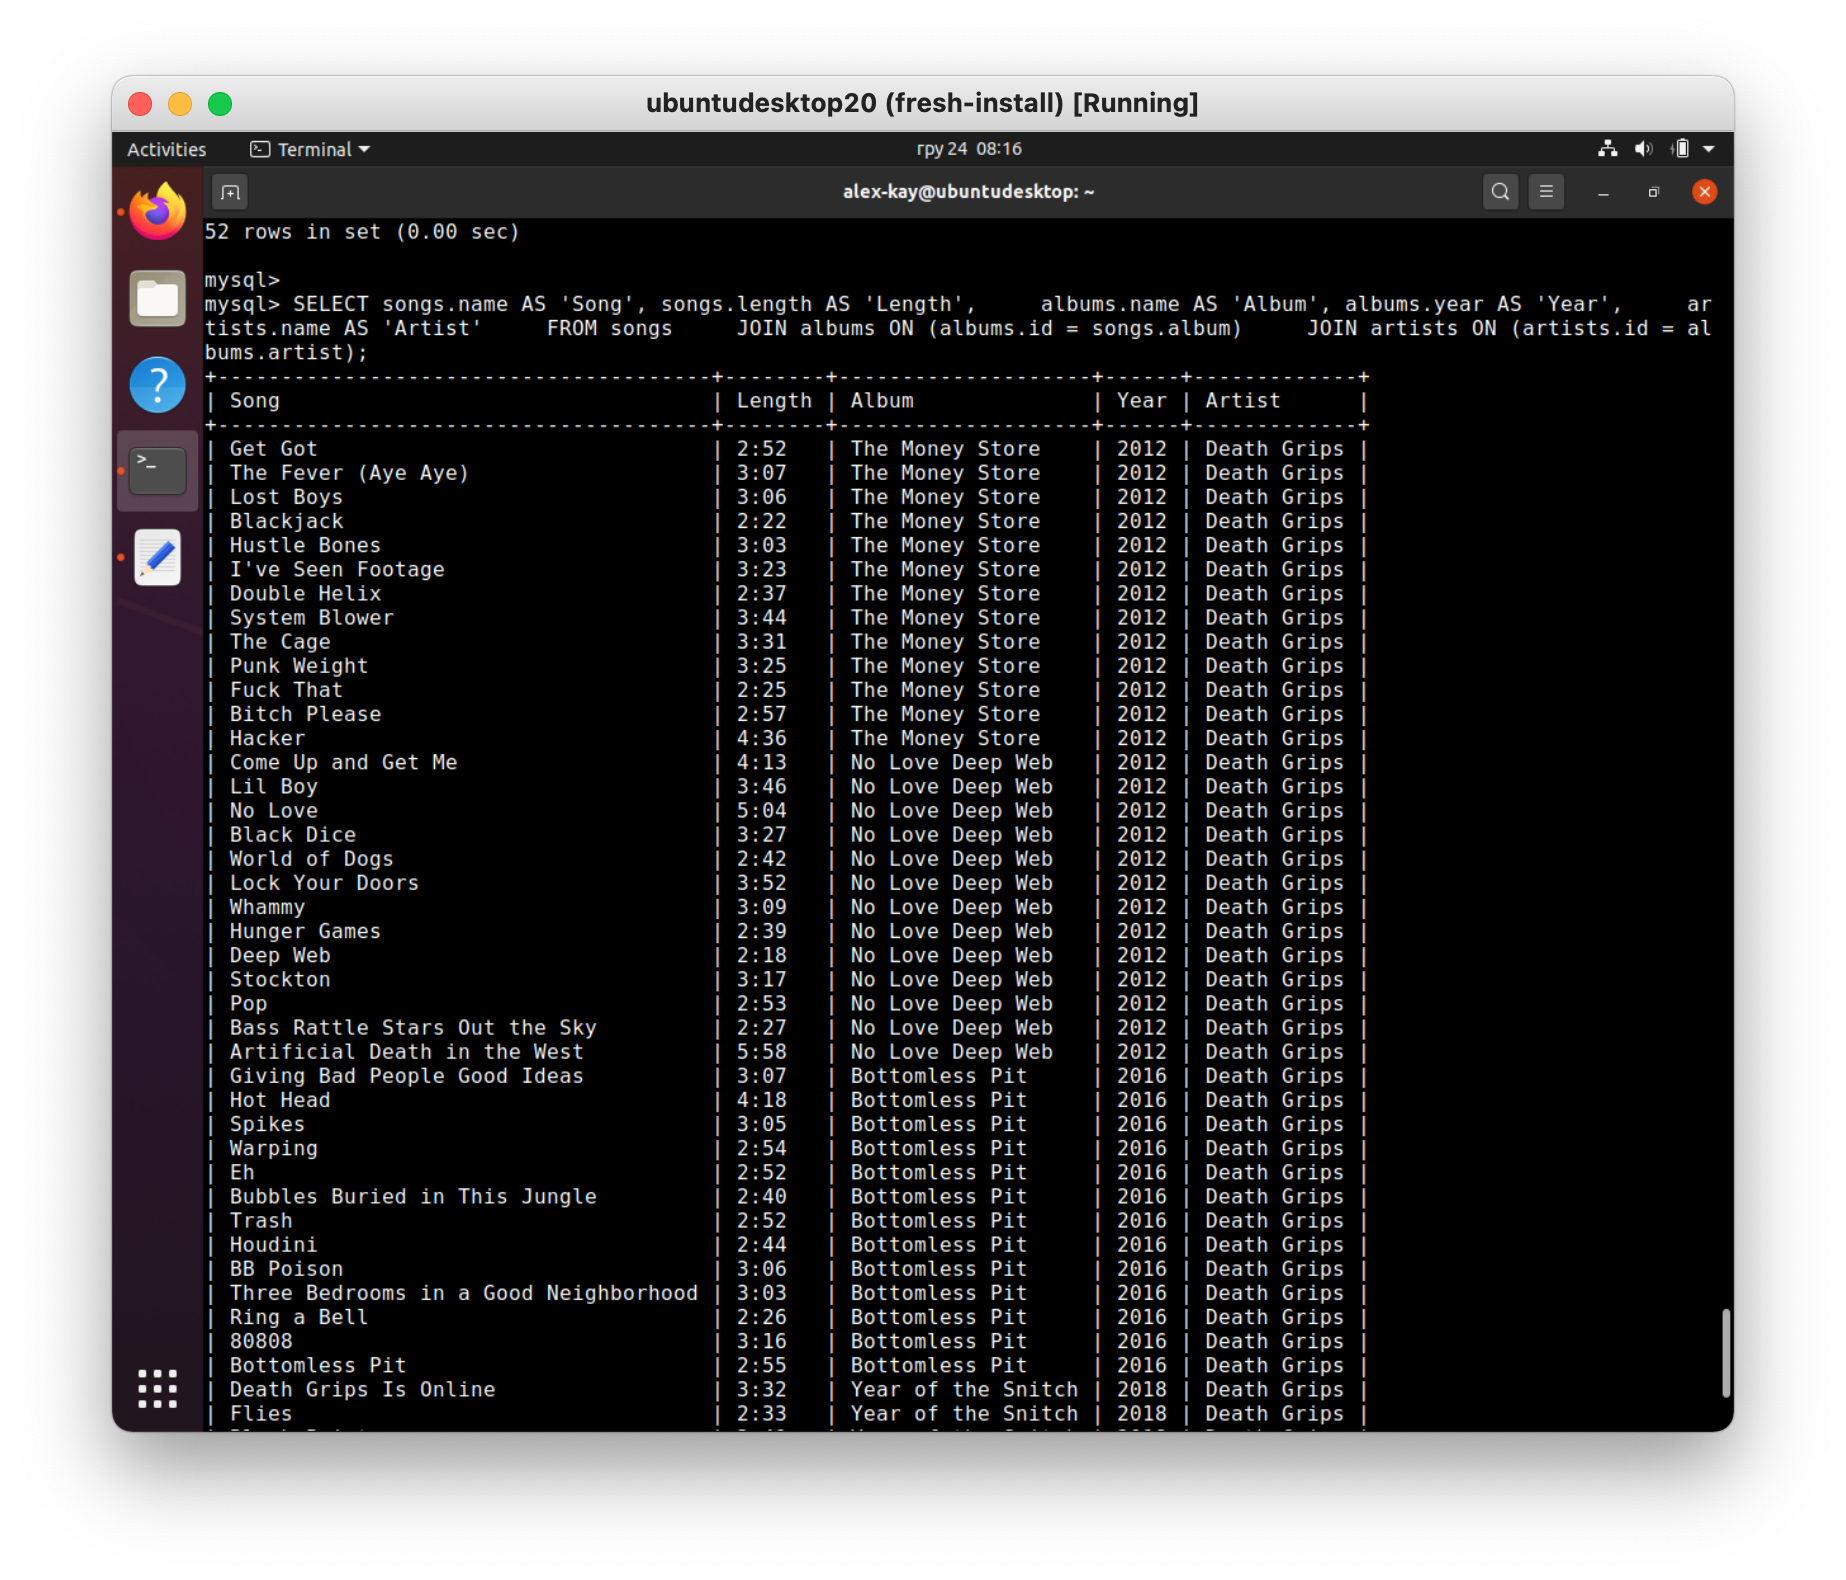 ubuntudesktop20 (fresh-install) [Running]
Activities Terminal гру 24 08:16
alex-kay@ubuntudesktop: ~
52 rows in set (0.00 sec)
mysql>
mysql> SELECT songs.name AS 'Song', songs.length AS 'Length',     albums.name AS 'Album', albums.year AS 'Year',     ar
tists.name AS 'Artist'     FROM songs     JOIN albums ON (albums.id = songs.album)     JOIN artists ON (artists.id = al
bums.artist);
+---------------------------------------+--------+--------------------+------+-------------+
| Song                                  | Length | Album              | Year | Artist      |
+---------------------------------------+--------+--------------------+------+-------------+
| Get Got                               | 2:52   | The Money Store    | 2012 | Death Grips |
| The Fever (Aye Aye)                   | 3:07   | The Money Store    | 2012 | Death Grips |
| Lost Boys                             | 3:06   | The Money Store    | 2012 | Death Grips |
| Blackjack                             | 2:22   | The Money Store    | 2012 | Death Grips |
| Hustle Bones                          | 3:03   | The Money Store    | 2012 | Death Grips |
| I've Seen Footage                     | 3:23   | The Money Store    | 2012 | Death Grips |
| Double Helix                          | 2:37   | The Money Store    | 2012 | Death Grips |
| System Blower                         | 3:44   | The Money Store    | 2012 | Death Grips |
| The Cage                              | 3:31   | The Money Store    | 2012 | Death Grips |
| Punk Weight                           | 3:25   | The Money Store    | 2012 | Death Grips |
| Fuck That                             | 2:25   | The Money Store    | 2012 | Death Grips |
| Bitch Please                          | 2:57   | The Money Store    | 2012 | Death Grips |
| Hacker                                | 4:36   | The Money Store    | 2012 | Death Grips |
| Come Up and Get Me                    | 4:13   | No Love Deep Web   | 2012 | Death Grips |
| Lil Boy                               | 3:46   | No Love Deep Web   | 2012 | Death Grips |
| No Love                               | 5:04   | No Love Deep Web   | 2012 | Death Grips |
| Black Dice                            | 3:27   | No Love Deep Web   | 2012 | Death Grips |
| World of Dogs                         | 2:42   | No Love Deep Web   | 2012 | Death Grips |
| Lock Your Doors                       | 3:52   | No Love Deep Web   | 2012 | Death Grips |
| Whammy                                | 3:09   | No Love Deep Web   | 2012 | Death Grips |
| Hunger Games                          | 2:39   | No Love Deep Web   | 2012 | Death Grips |
| Deep Web                              | 2:18   | No Love Deep Web   | 2012 | Death Grips |
| Stockton                              | 3:17   | No Love Deep Web   | 2012 | Death Grips |
| Pop                                   | 2:53   | No Love Deep Web   | 2012 | Death Grips |
| Bass Rattle Stars Out the Sky         | 2:27   | No Love Deep Web   | 2012 | Death Grips |
| Artificial Death in the West          | 5:58   | No Love Deep Web   | 2012 | Death Grips |
| Giving Bad People Good Ideas          | 3:07   | Bottomless Pit     | 2016 | Death Grips |
| Hot Head                              | 4:18   | Bottomless Pit     | 2016 | Death Grips |
| Spikes                                | 3:05   | Bottomless Pit     | 2016 | Death Grips |
| Warping                               | 2:54   | Bottomless Pit     | 2016 | Death Grips |
| Eh                                    | 2:52   | Bottomless Pit     | 2016 | Death Grips |
| Bubbles Buried in This Jungle         | 2:40   | Bottomless Pit     | 2016 | Death Grips |
| Trash                                 | 2:52   | Bottomless Pit     | 2016 | Death Grips |
| Houdini                               | 2:44   | Bottomless Pit     | 2016 | Death Grips |
| BB Poison                             | 3:06   | Bottomless Pit     | 2016 | Death Grips |
| Three Bedrooms in a Good Neighborhood | 3:03   | Bottomless Pit     | 2016 | Death Grips |
| Ring a Bell                           | 2:26   | Bottomless Pit     | 2016 | Death Grips |
| 80808                                 | 3:16   | Bottomless Pit     | 2016 | Death Grips |
| Bottomless Pit                        | 2:55   | Bottomless Pit     | 2016 | Death Grips |
| Death Grips Is Online                 | 3:32   | Year of the Snitch | 2018 | Death Grips |
| Flies                                 | 2:33   | Year of the Snitch | 2018 | Death Grips |